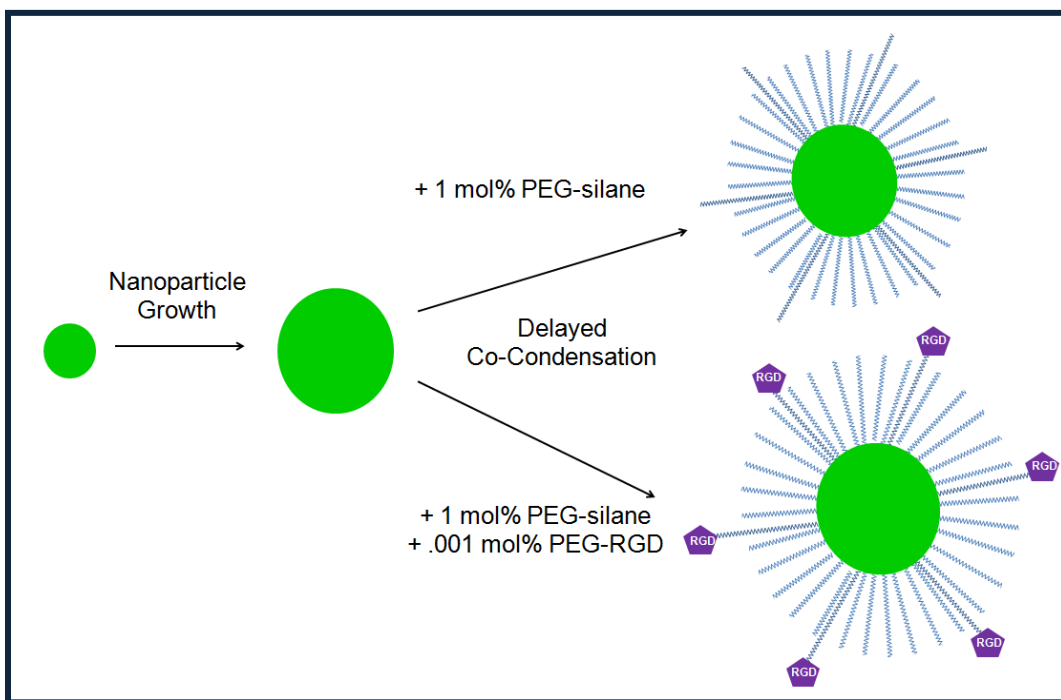 + 1 mol% PEG-silane
Nanoparticle
Growth
Delayed
Co-Condensation
+ 1 mol% PEG-silane
+ .001 mol% PEG-RGD
RGD
RGD
RGD
RGD
RGD
RGD